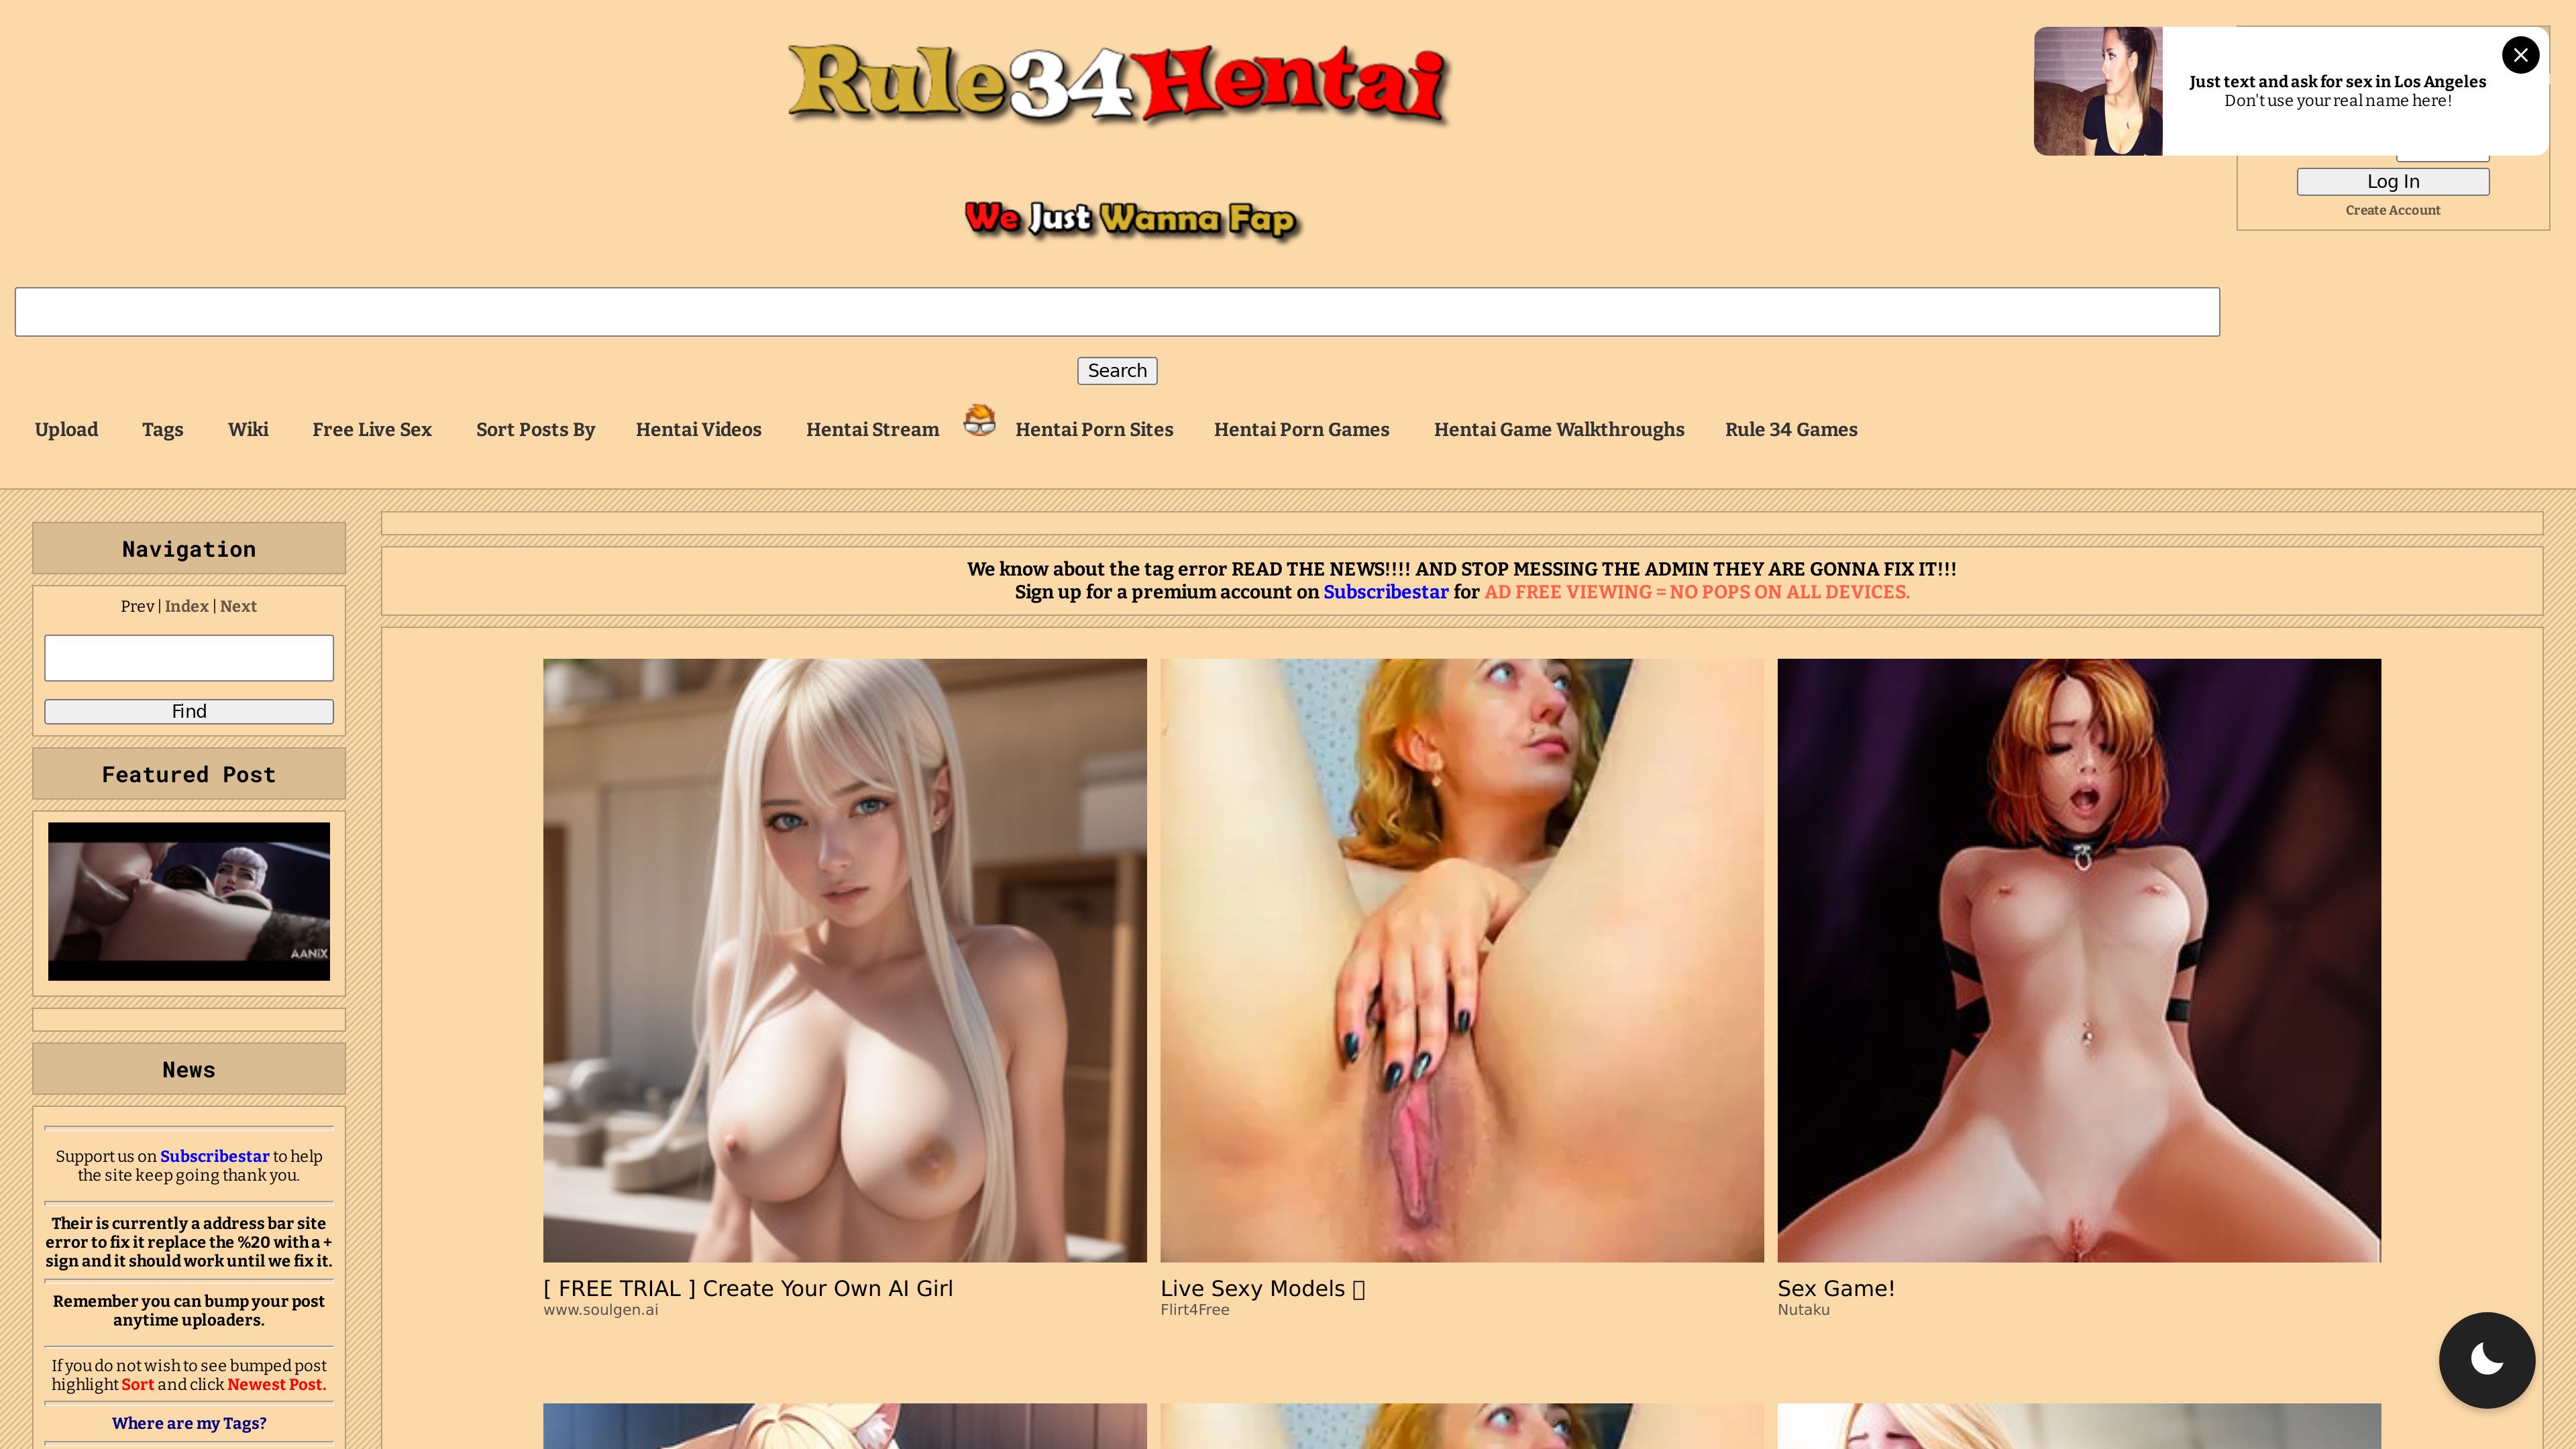 Rule34Hentai
Just text and ask for sex in Los Angeles
Don't use your real name here!
Log In
Create Account
We Just Wanna Fap
Search
Upload Tags Wiki Free Live Sex Sort Posts By Hentai Videos Hentai Stream Hentai Porn Sites Hentai Porn Games Hentai Game Walkthroughs Rule 34 Games
Navigation
Prev | Index | Next
Find
Featured Post
AANiX
News
Support us on Subscribestar to help
the site keep going thank you.
Their is currently a address bar site
error to fix it replace the %20 with a +
sign and it should work until we fix it.
Remember you can bump your post
anytime uploaders.
If you do not wish to see bumped post
highlight Sort and click Newest Post.
Where are my Tags?
We know about the tag error READ THE NEWS!!!! AND STOP MESSING THE ADMIN THEY ARE GONNA FIX IT!!!
Sign up for a premium account on Subscribestar for AD FREE VIEWING = NO POPS ON ALL DEVICES.
[ FREE TRIAL ] Create Your Own AI Girl
www.soulgen.ai
Live Sexy Models
Flirt4Free
Sex Game!
Nutaku